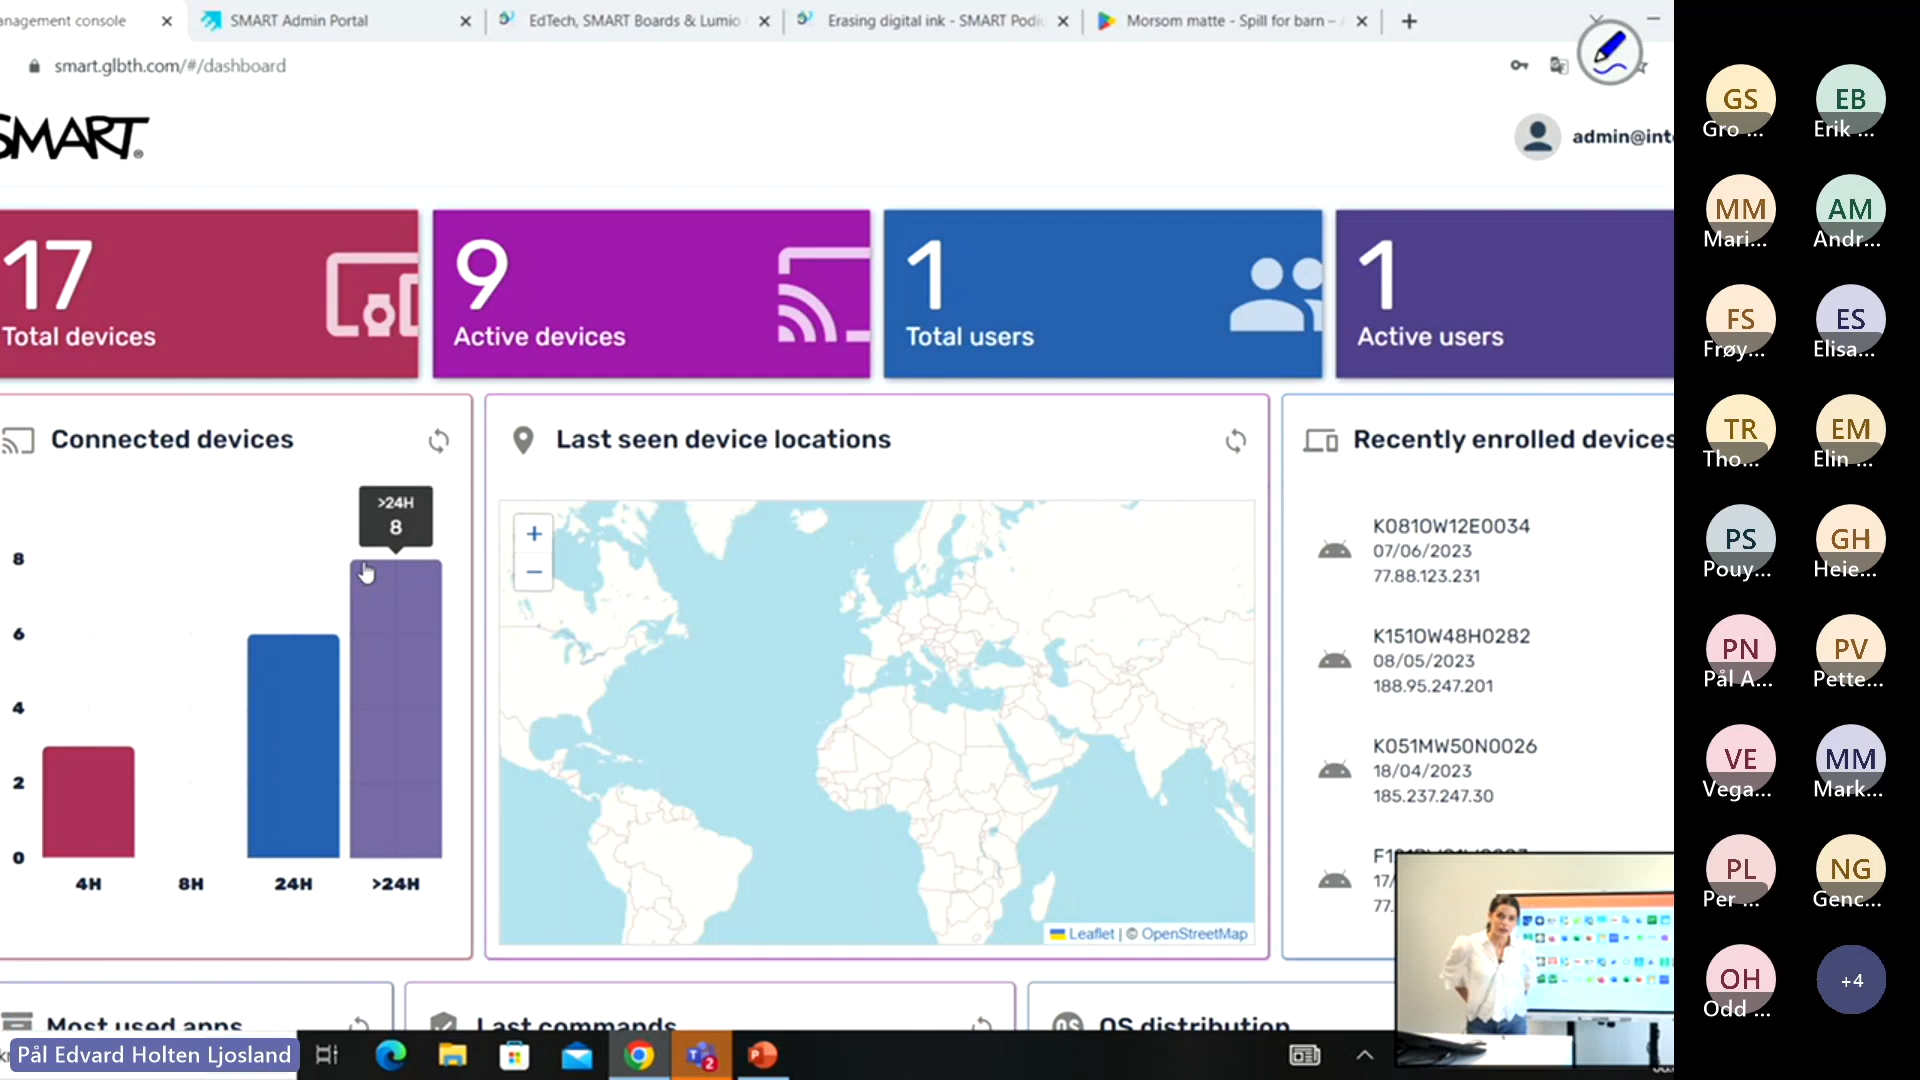 anagement console
SMART Admin Portal
EdTech, SMART Boards & Lumio
Erasing digital ink - SMART Podi
Morsom matte - Spill for barn –
smart.glbth.com/#/dashboard
SMART
admin@int
17
Total devices
9
Active devices
1
Total users
1
Active users
Connected devices
>24H
8
8
6
4
2
0
4H
8H
24H
>24H
Last seen device locations
+
−
Leaflet | © OpenStreetMap
Recently enrolled devices
K0810W12E0034
07/06/2023
77.88.123.231
K1510W48H0282
08/05/2023
188.95.247.201
K051MW50N0026
18/04/2023
185.237.247.30
17/
77.
Most used apps
Last commands
OS distribution
Pål Edvard Holten Ljosland
2
GS
Gro ...
EB
Erik ...
MM
Mari...
AM
Andr...
FS
Frøy...
ES
Elisa...
TR
Tho...
EM
Elin ...
PS
Pouy...
GH
Heie...
PN
Pål A...
PV
Pette...
VE
Vega...
MM
Mark...
PL
Per ...
NG
Genc...
OH
Odd ...
+4